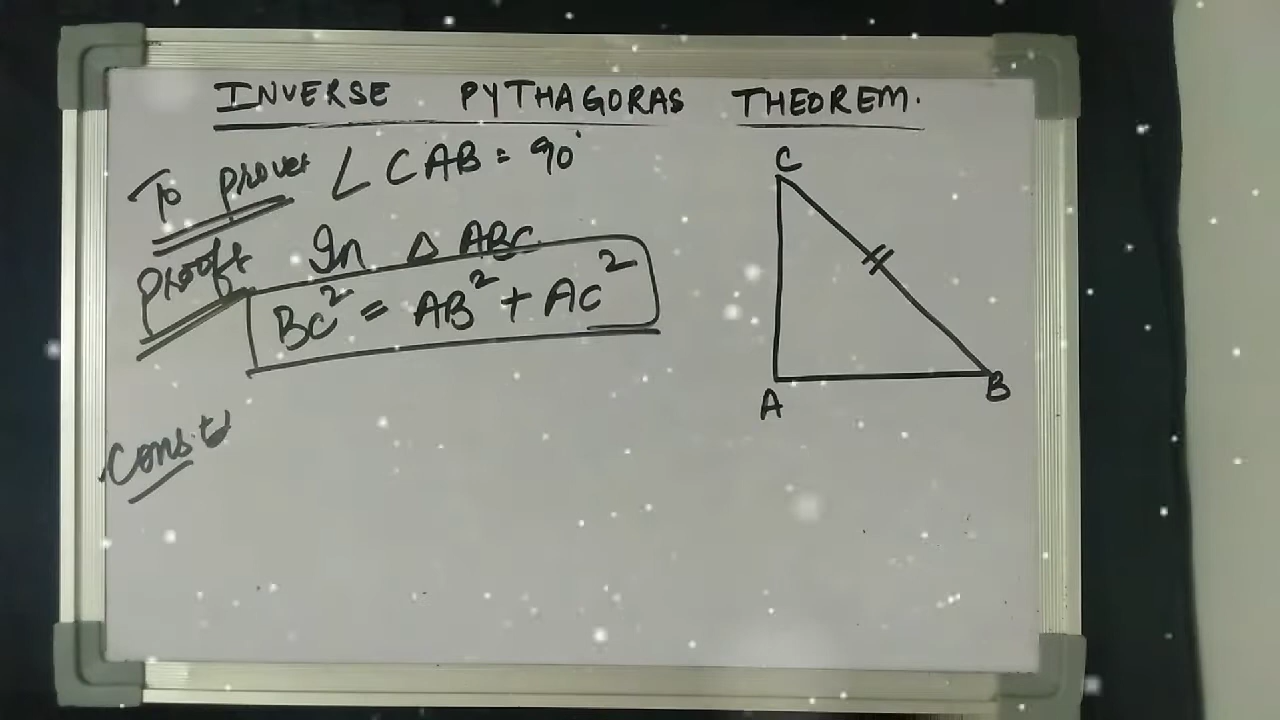 INVERSE PYTHAGORAS THEOREM.
To prove ∠CAB = 90°
Proof In △ ABC
BC² = AB² + AC²
Const
C
A
B